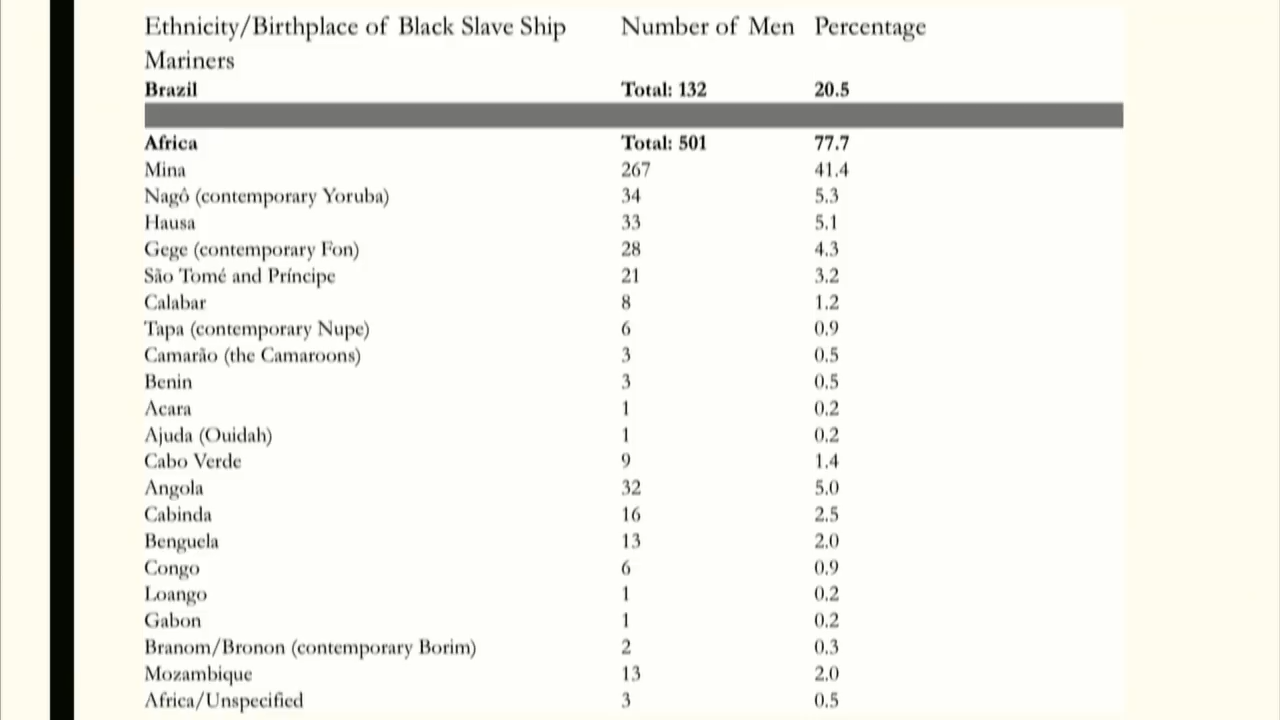 Ethnicity/Birthplace of Black Slave Ship Mariners Number of Men Percentage
Brazil Total: 132 20.5
Africa Total: 501 77.7
Mina 267 41.4
Nagô (contemporary Yoruba) 34 5.3
Hausa 33 5.1
Gege (contemporary Fon) 28 4.3
São Tomé and Príncipe 21 3.2
Calabar 8 1.2
Tapa (contemporary Nupe) 6 0.9
Camarão (the Camaroons) 3 0.5
Benin 3 0.5
Acara 1 0.2
Ajuda (Ouidah) 1 0.2
Cabo Verde 9 1.4
Angola 32 5.0
Cabinda 16 2.5
Benguela 13 2.0
Congo 6 0.9
Loango 1 0.2
Gabon 1 0.2
Branom/Bronon (contemporary Borim) 2 0.3
Mozambique 13 2.0
Africa/Unspecified 3 0.5